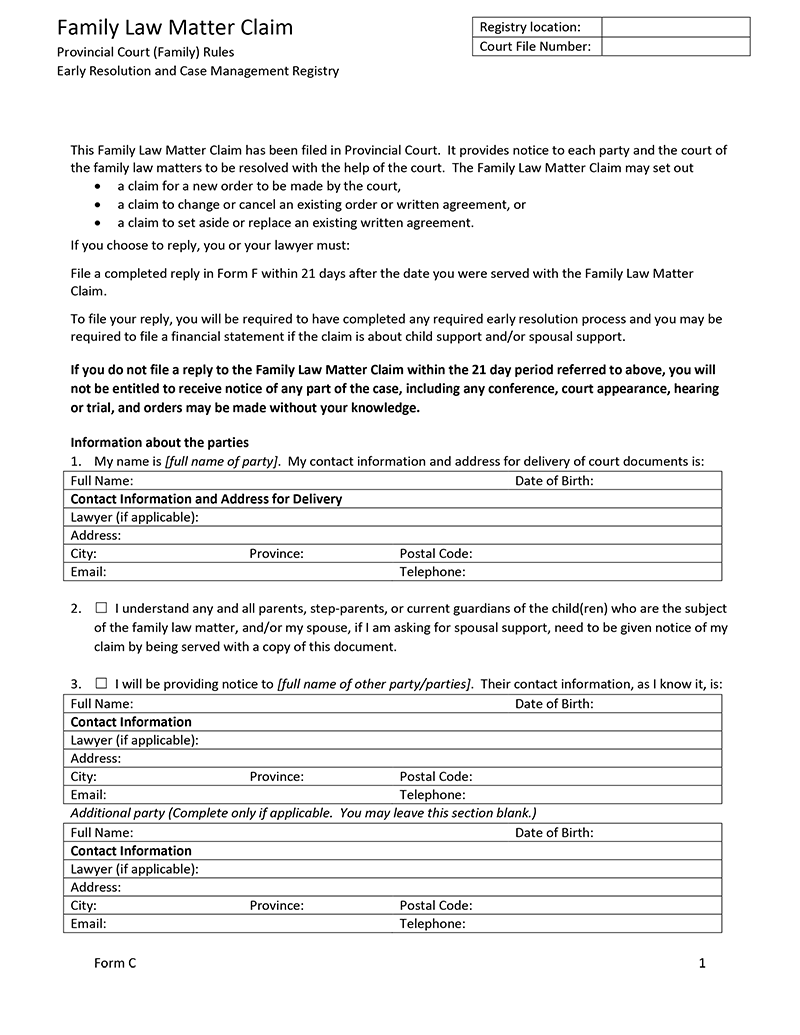 Family Law Matter Claim
Provincial Court (Family) Rules
Early Resolution and Case Management Registry
Registry location:
Court File Number:
This Family Law Matter Claim has been filed in Provincial Court. It provides notice to each party and the court of
the family law matters to be resolved with the help of the court. The Family Law Matter Claim may set out
• a claim for a new order to be made by the court,
• a claim to change or cancel an existing order or written agreement, or
• a claim to set aside or replace an existing written agreement.
If you choose to reply, you or your lawyer must:
File a completed reply in Form F within 21 days after the date you were served with the Family Law Matter
Claim.
To file your reply, you will be required to have completed any required early resolution process and you may be
required to file a financial statement if the claim is about child support and/or spousal support.
If you do not file a reply to the Family Law Matter Claim within the 21 day period referred to above, you will
not be entitled to receive notice of any part of the case, including any conference, court appearance, hearing
or trial, and orders may be made without your knowledge.
Information about the parties
1. My name is [full name of party]. My contact information and address for delivery of court documents is:
Full Name: Date of Birth:
Contact Information and Address for Delivery
Lawyer (if applicable):
Address:
City: Province: Postal Code:
Email: Telephone:
2. ☐ I understand any and all parents, step-parents, or current guardians of the child(ren) who are the subject
of the family law matter, and/or my spouse, if I am asking for spousal support, need to be given notice of my
claim by being served with a copy of this document.
3. ☐ I will be providing notice to [full name of other party/parties]. Their contact information, as I know it, is:
Full Name: Date of Birth:
Contact Information
Lawyer (if applicable):
Address:
City: Province: Postal Code:
Email: Telephone:
Additional party (Complete only if applicable. You may leave this section blank.)
Full Name: Date of Birth:
Contact Information
Lawyer (if applicable):
Address:
City: Province: Postal Code:
Email: Telephone:
Form C 1